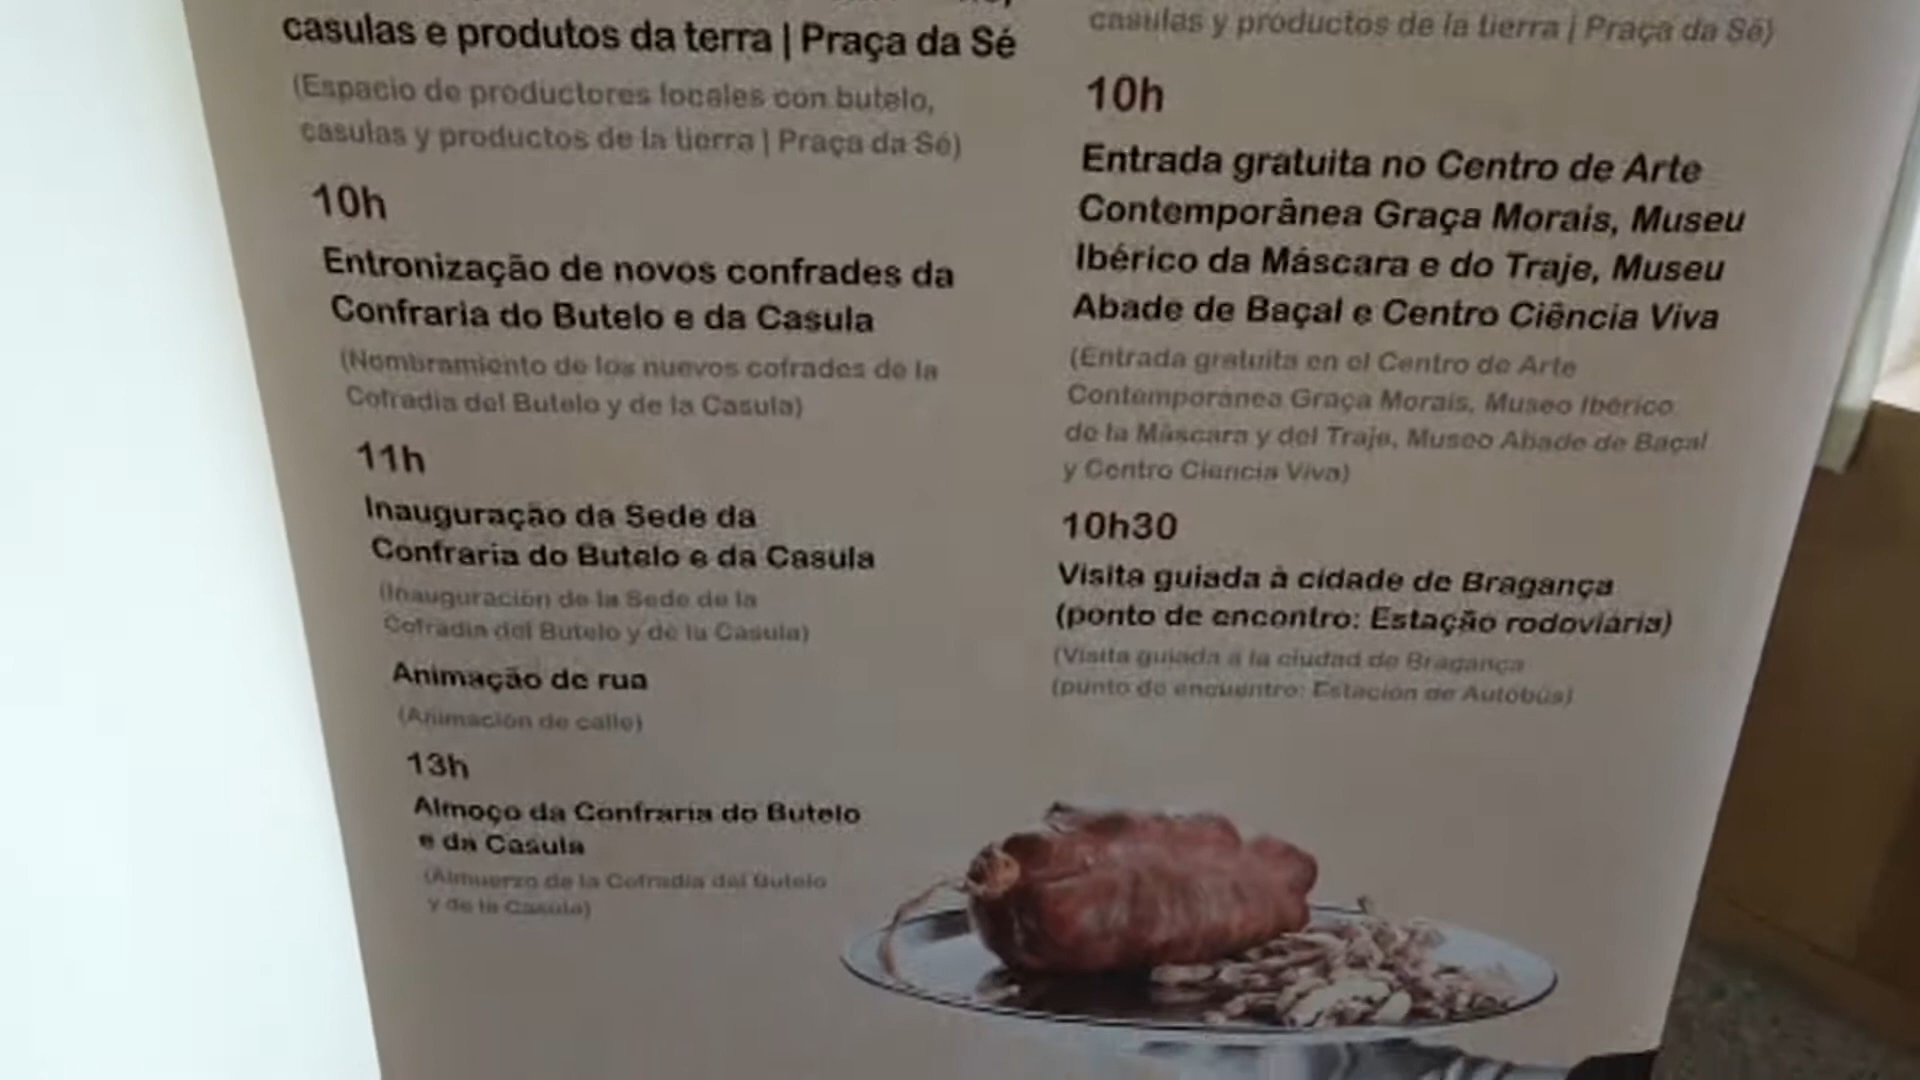 casulas e produtos da terra | Praça da Sé
(Espacio de productores locales con butelo,
casulas y productos de la tierra | Praça da Sé)
10h
Entronização de novos confrades da
Confraria do Butelo e da Casula
(Nombramiento de los nuevos cofrades de la
Cofradia del Butelo y de la Casula)
11h
Inauguração da Sede da
Confraria do Butelo e da Casula
(Inauguración de la Sede de la
Cofradia del Butelo y de la Casula)
Animação de rua
(Animación de calle)
13h
Almoço da Confraria do Butelo
e da Casula
(Almuerzo de la Cofradia del Butelo
y de la Casula)
casulas y productos de la tierra | Praça da Sé)
10h
Entrada gratuita no Centro de Arte
Contemporânea Graça Morais, Museu
Ibérico da Máscara e do Traje, Museu
Abade de Baçal e Centro Ciência Viva
(Entrada gratuita en el Centro de Arte
Contemporánea Graça Morais, Museo Ibérico
de la Máscara y del Traje, Museo Abade de Baçal
y Centro Ciencia Viva)
10h30
Visita guiada à cidade de Bragança
(ponto de encontro: Estação rodoviária)
(Visita guiada a la ciudad de Bragança
(punto de encuentro: Estación de Autobús)